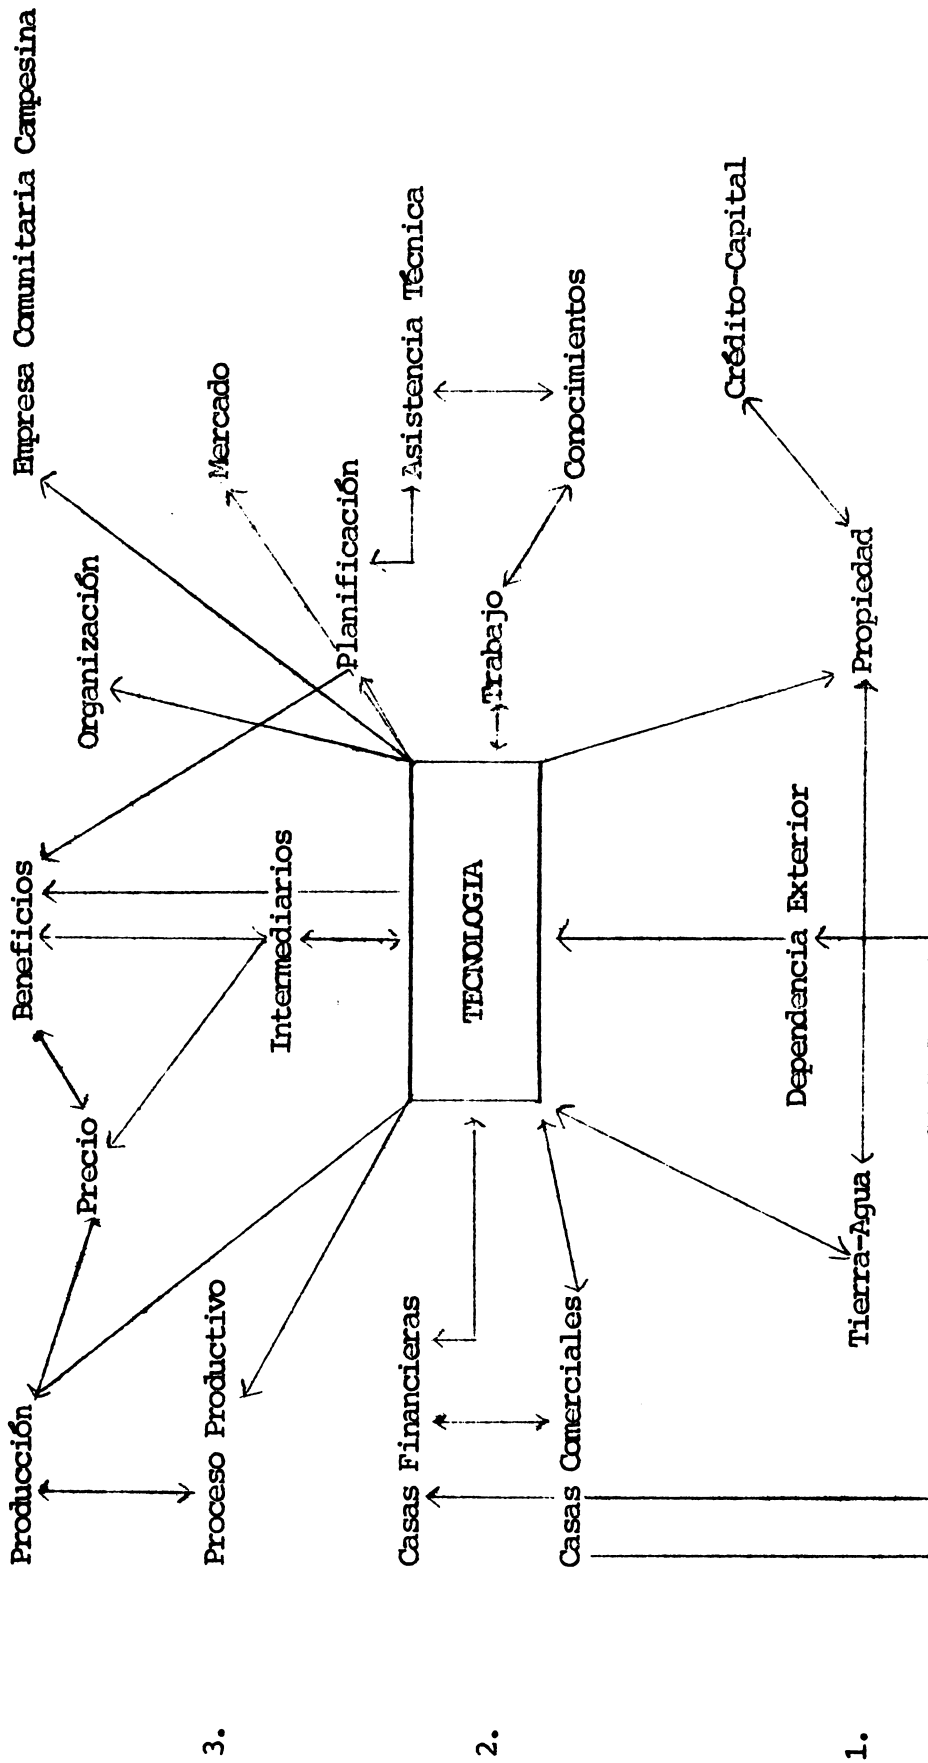 Producción
Precio
Beneficios
Organización
Empresa Comunitaria Campesina
3.
Proceso Productivo
Intermediarios
Mercado
Planificación
Casas Financieras
Asistencia Técnica
2.
TECNOLOGIA
Trabajo
Casas Comerciales
Conocimientos
Crédito-Capital
Dependencia Exterior
1.
Tierra-Agua
Propiedad